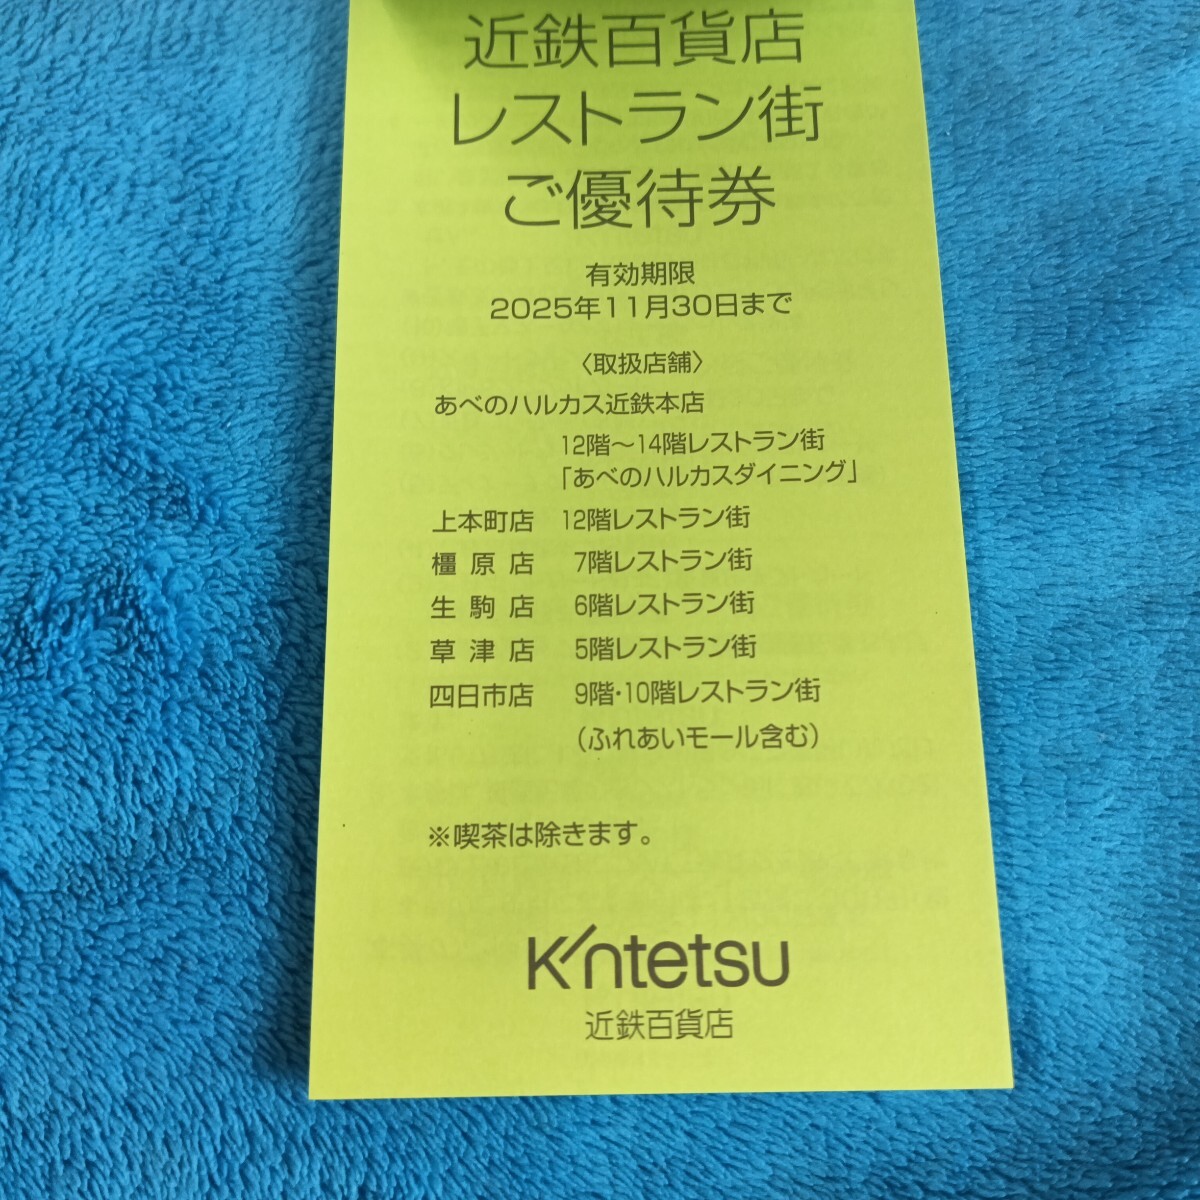 近鉄百貨店
レストラン街
ご優待券
有効期限
2025年11月30日まで
〈取扱店舗〉
あべのハルカス近鉄本店
12階～14階レストラン街
「あべのハルカスダイニング」
上本町店 12階レストラン街
橿原店 7階レストラン街
生駒店 6階レストラン街
草津店 5階レストラン街
四日市店 9階・10階レストラン街
(ふれあいモール含む)
※喫茶は除きます。
Kintetsu
近鉄百貨店